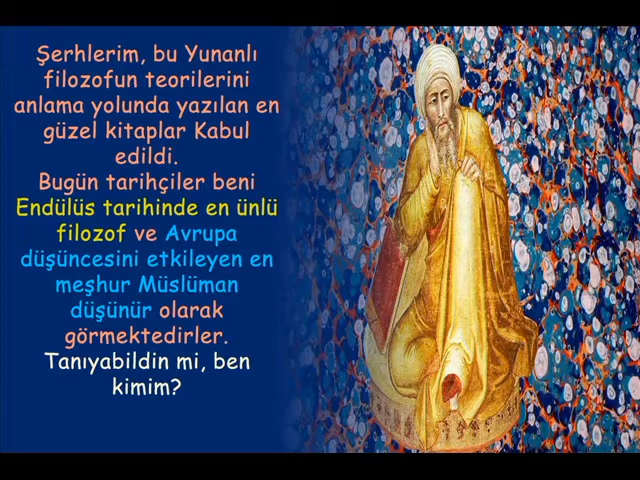 Şerhlerim, bu Yunanlı
filozofun teorilerini
anlama yolunda yazılan en
güzel kitaplar Kabul
edildi.
Bugün tarihçiler beni
Endülüs tarihinde en ünlü
filozof ve Avrupa
düşüncesini etkileyen en
meşhur Müslüman
düşünür olarak
görmektedirler.
Tanıyabildin mi, ben
kimim?